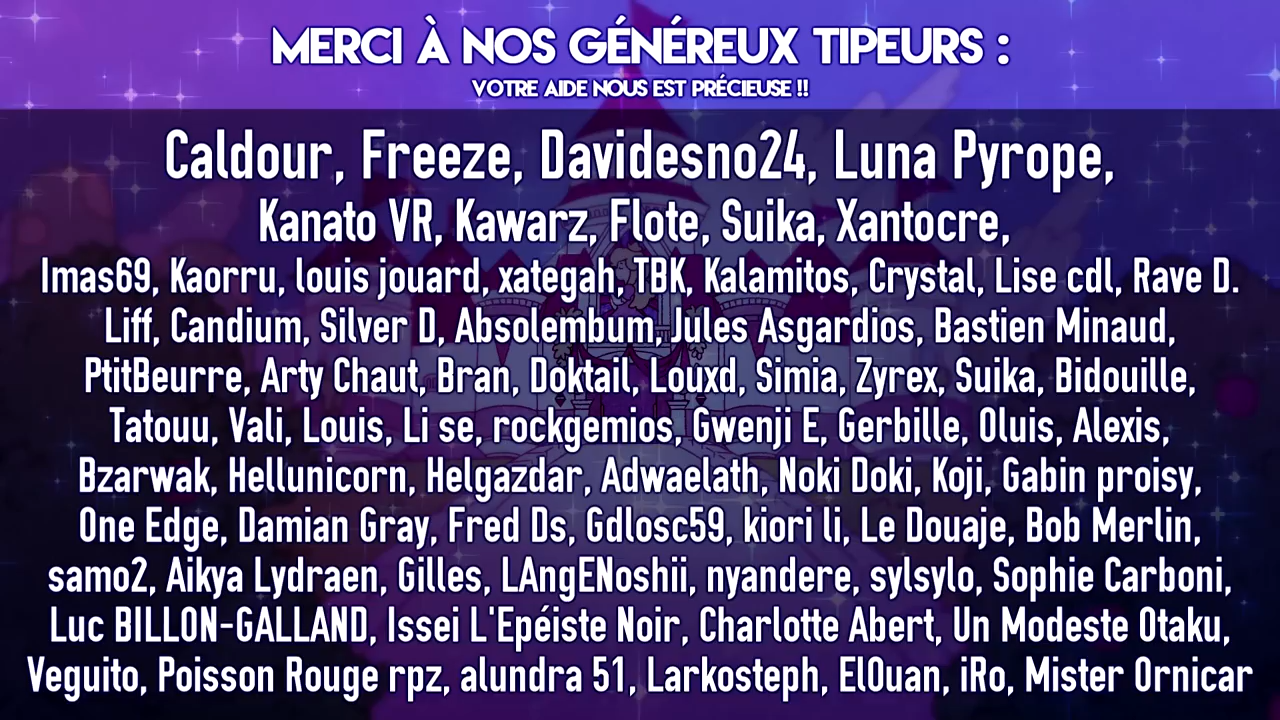 MERCI À NOS GÉNÉREUX TIPEURS :
VOTRE AIDE NOUS EST PRÉCIEUSE !!
Caldour, Freeze, Davidesno24, Luna Pyrope,
Kanato VR, Kawarz, Flote, Suika, Xantocre,
Imas69, Kaorru, louis jouard, xategah, TBK, Kalamitos, Crystal, Lise cdl, Rave D.
Liff, Candium, Silver D, Absolembum, Jules Asgardios, Bastien Minaud,
PtitBeurre, Arty Chaut, Bran, Doktail, Louxd, Simia, Zyrex, Suika, Bidouille,
Tatouu, Vali, Louis, Li se, rockgemios, Gwenji E, Gerbille, Oluis, Alexis,
Bzarwak, Hellunicorn, Helgazdar, Adwaelath, Noki Doki, Koji, Gabin proisy,
One Edge, Damian Gray, Fred Ds, Gdlosc59, kiori li, Le Douaje, Bob Merlin,
samo2, Aikya Lydraen, Gilles, LAngENoshii, nyandere, sylsylo, Sophie Carboni,
Luc BILLON-GALLAND, Issei L'Epéiste Noir, Charlotte Abert, Un Modeste Otaku,
Veguito, Poisson Rouge rpz, alundra 51, Larkosteph, ElOuan, iRo, Mister Ornicar